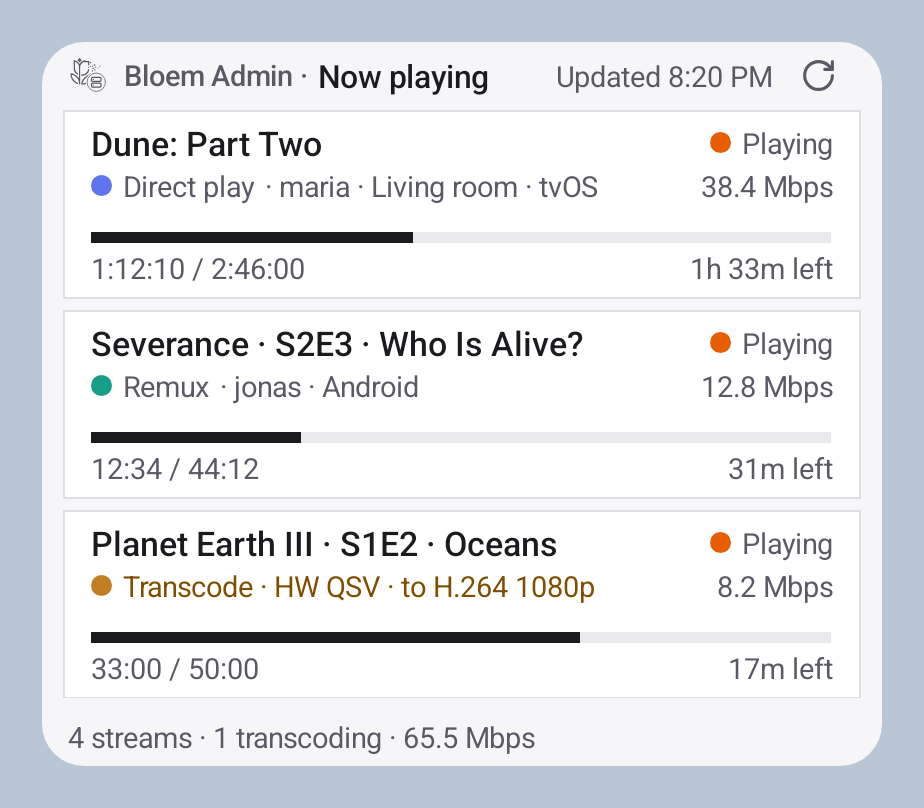 Bloem Admin · Now playing Updated 8:20 PM
Dune: Part Two Playing
Direct play · maria · Living room · tvOS 38.4 Mbps
1:12:10 / 2:46:00 1h 33m left
Severance · S2E3 · Who Is Alive? Playing
Remux · jonas · Android 12.8 Mbps
12:34 / 44:12 31m left
Planet Earth III · S1E2 · Oceans Playing
Transcode · HW QSV · to H.264 1080p 8.2 Mbps
33:00 / 50:00 17m left
4 streams · 1 transcoding · 65.5 Mbps